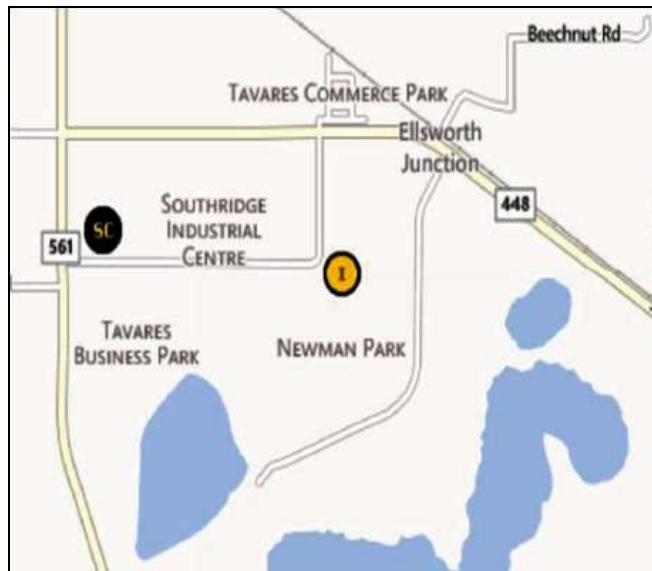 Beechnut Rd
TAVARES COMMERCE PARK
Ellsworth
Junction
448
SC
SOUTHRIDGE
INDUSTRIAL
CENTRE
561
I
TAVARES
BUSINESS PARK
NEWMAN PARK